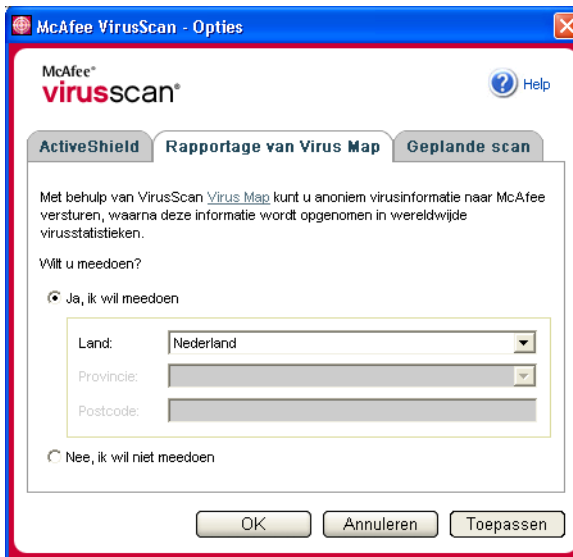 McAfee VirusScan - Opties
McAfee®
virusscan®
Help
ActiveShield
Rapportage van Virus Map
Geplande scan
Met behulp van VirusScan Virus Map kunt u anoniem virusinformatie naar McAfee
versturen, waarna deze informatie wordt opgenomen in wereldwijde
virusstatistieken.
Wilt u meedoen?
Ja, ik wil meedoen
Land:
Nederland
Provincie:
Postcode:
Nee, ik wil niet meedoen
OK
Annuleren
Toepassen